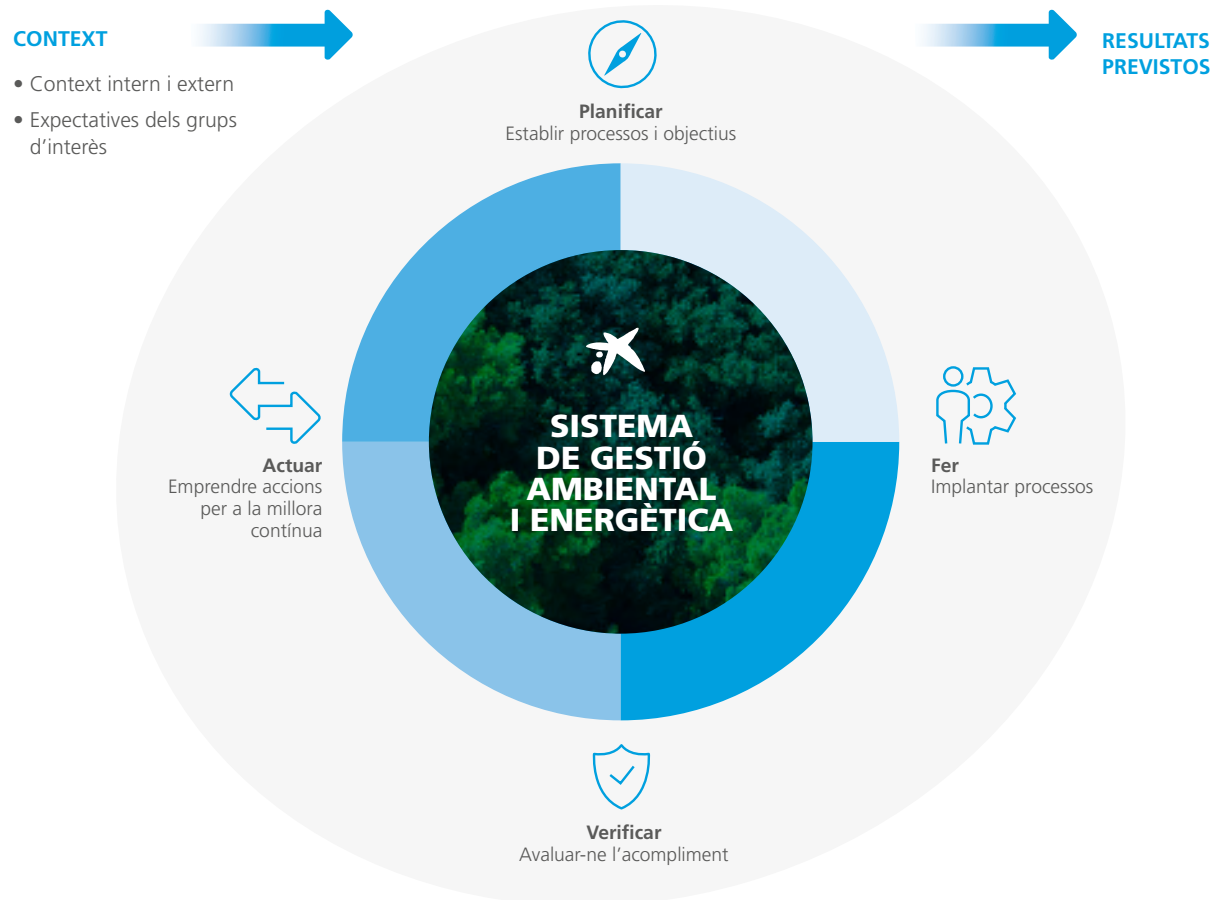 CONTEXT
• Context intern i extern
• Expectatives dels grups
d’interès
RESULTATS
PREVISTOS
Planificar
Establir processos i objectius
SISTEMA
DE GESTIÓ
AMBIENTAL
I ENERGÈTICA
Actuar
Emprendre accions
per a la millora
contínua
Fer
Implantar processos
Verificar
Avaluar-ne l’acompliment